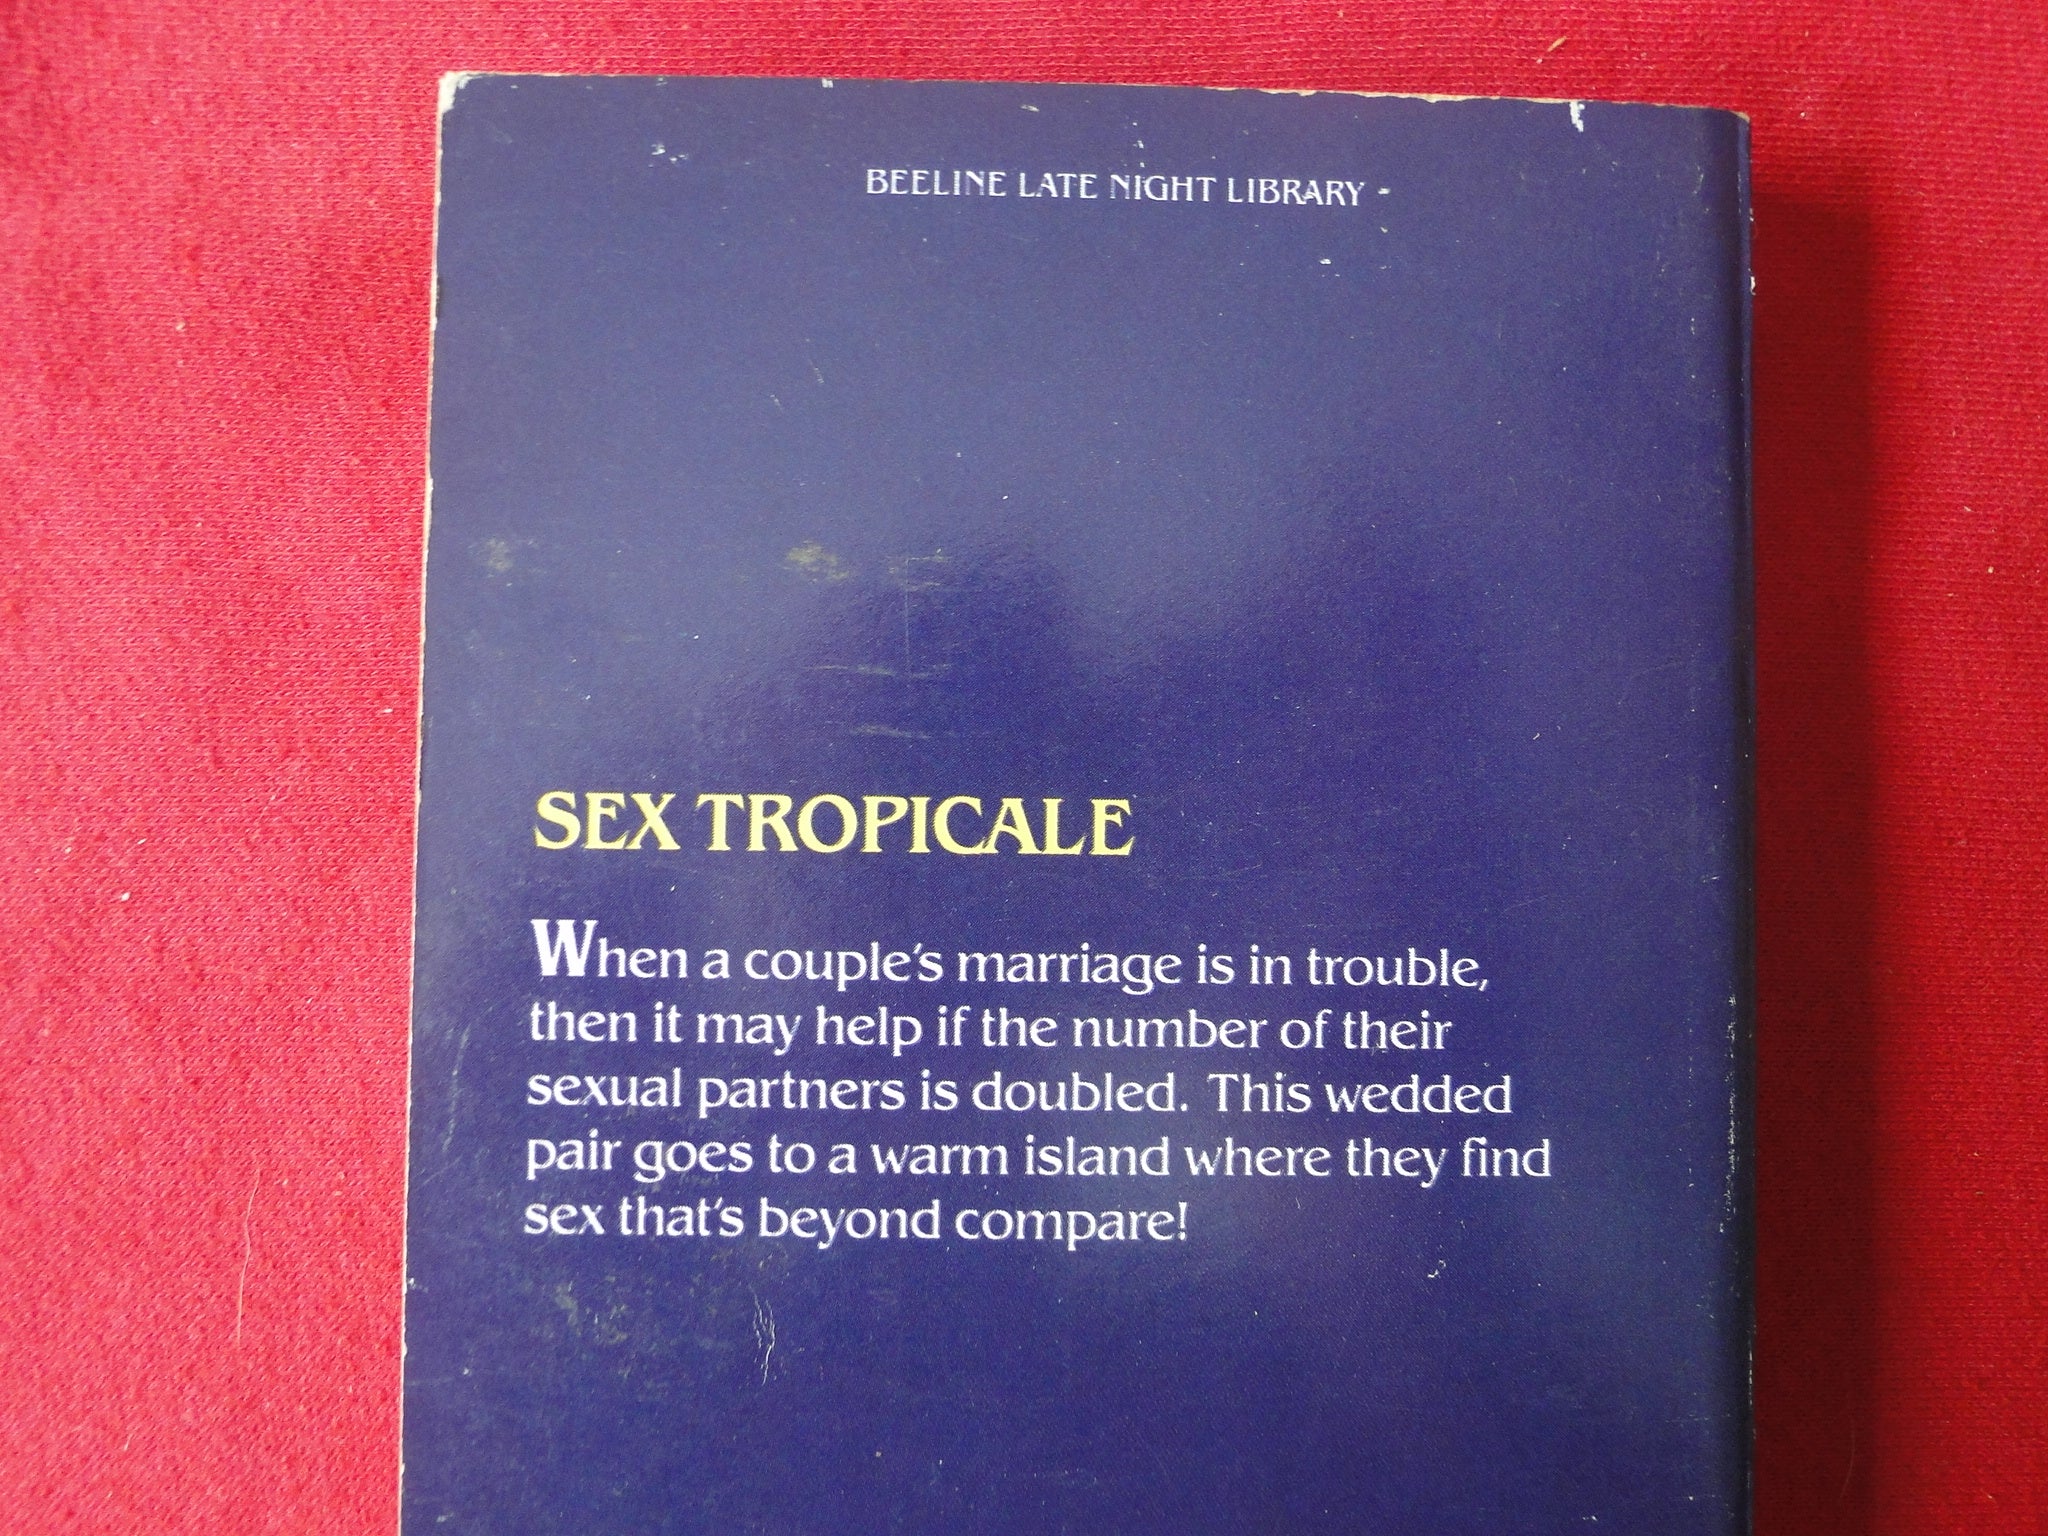 BEELINE LATE NIGHT LIBRARY
SEX TROPICALE
When a couple's marriage is in trouble,
then it may help if the number of their
sexual partners is doubled. This wedded
pair goes to a warm island where they find
sex that's beyond compare!